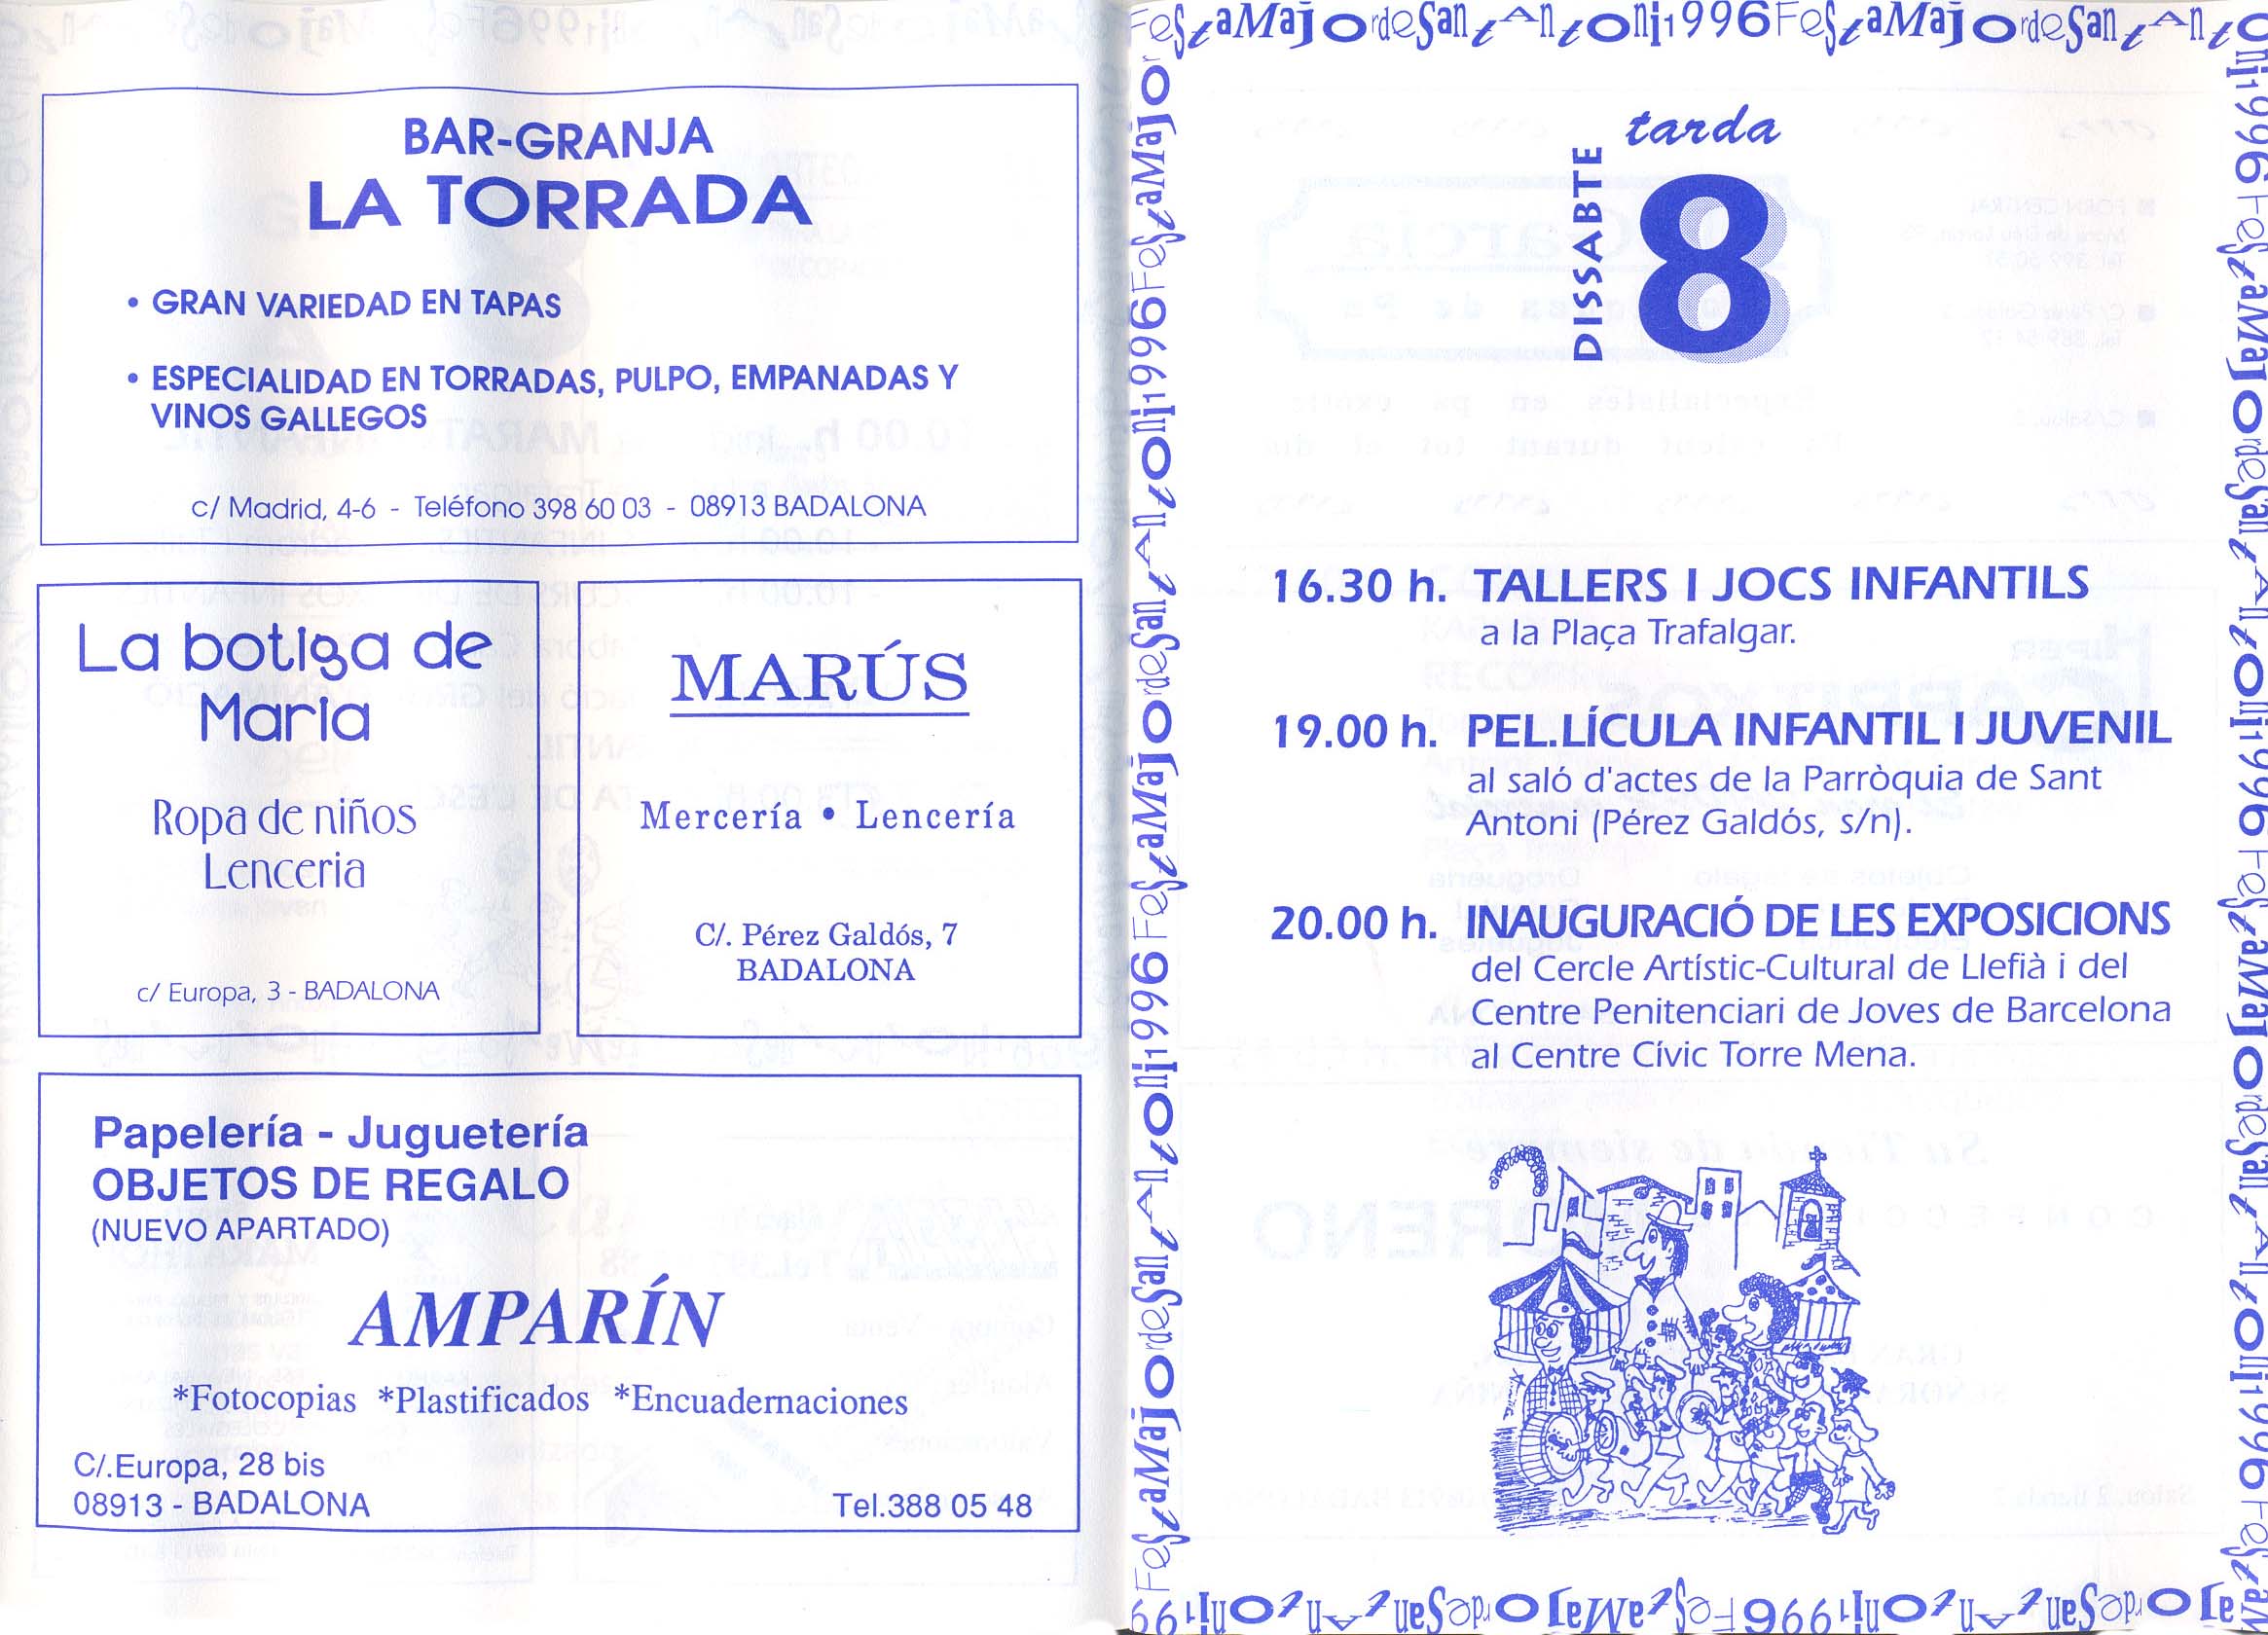 BAR-GRANJA
LA TORRADA
• GRAN VARIEDAD EN TAPAS
• ESPECIALIDAD EN TORRADAS, PULPO, EMPANADAS Y
VINOS GALLEGOS
c/ Madrid, 4-6 - Teléfono 398 60 03 - 08913 BADALONA
La botiga de
Maria
Ropa de niños
Lenceria
c/ Europa, 3 - BADALONA
MARÚS
Mercería • Lencería
C/. Pérez Galdós, 7
BADALONA
Papelería - Juguetería
OBJETOS DE REGALO
(NUEVO APARTADO)
AMPARÍN
*Fotocopias *Plastificados *Encuadernaciones
C/.Europa, 28 bis
08913 - BADALONA
Tel.388 05 48
FeStaMajordeSantAntoni1996FeStaMajordeSantAntoni1996FeStaMajordeSantAntoni1996FeStaMajordeSantAntoni1996FeStaM
tarda
DISSABTE
8
16.30 h. TALLERS I JOCS INFANTILS
a la Plaça Trafalgar.
19.00 h. PEL.LÍCULA INFANTIL I JUVENIL
al saló d'actes de la Parròquia de Sant
Antoni (Pérez Galdós, s/n).
20.00 h. INAUGURACIÓ DE LES EXPOSICIONS
del Cercle Artístic-Cultural de Llefià i del
Centre Penitenciari de Joves de Barcelona
al Centre Cívic Torre Mena.
FeStaMajordeSantAntoni1996FeStaMajordeSantAntoni1996FeStaMajor
ajordeSantAntoni1996FeStaMajordeSantAntoni199